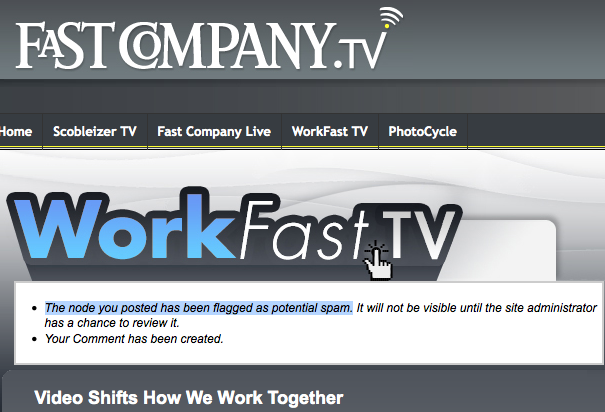 FAST COMPANY.TV
Home Scobleizer TV Fast Company Live WorkFast TV PhotoCycle
WorkFast TV
The node you posted has been flagged as potential spam. It will not be visible until the site administrator
has a chance to review it.
Your Comment has been created.
Video Shifts How We Work Together